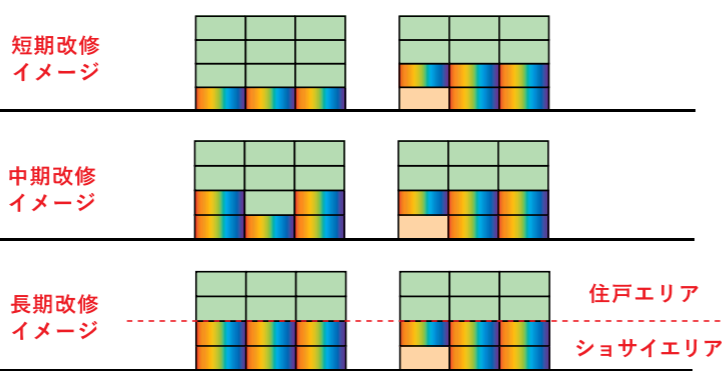 短期改修
イメージ
中期改修
イメージ
長期改修
イメージ
住戸エリア
ショサイエリア